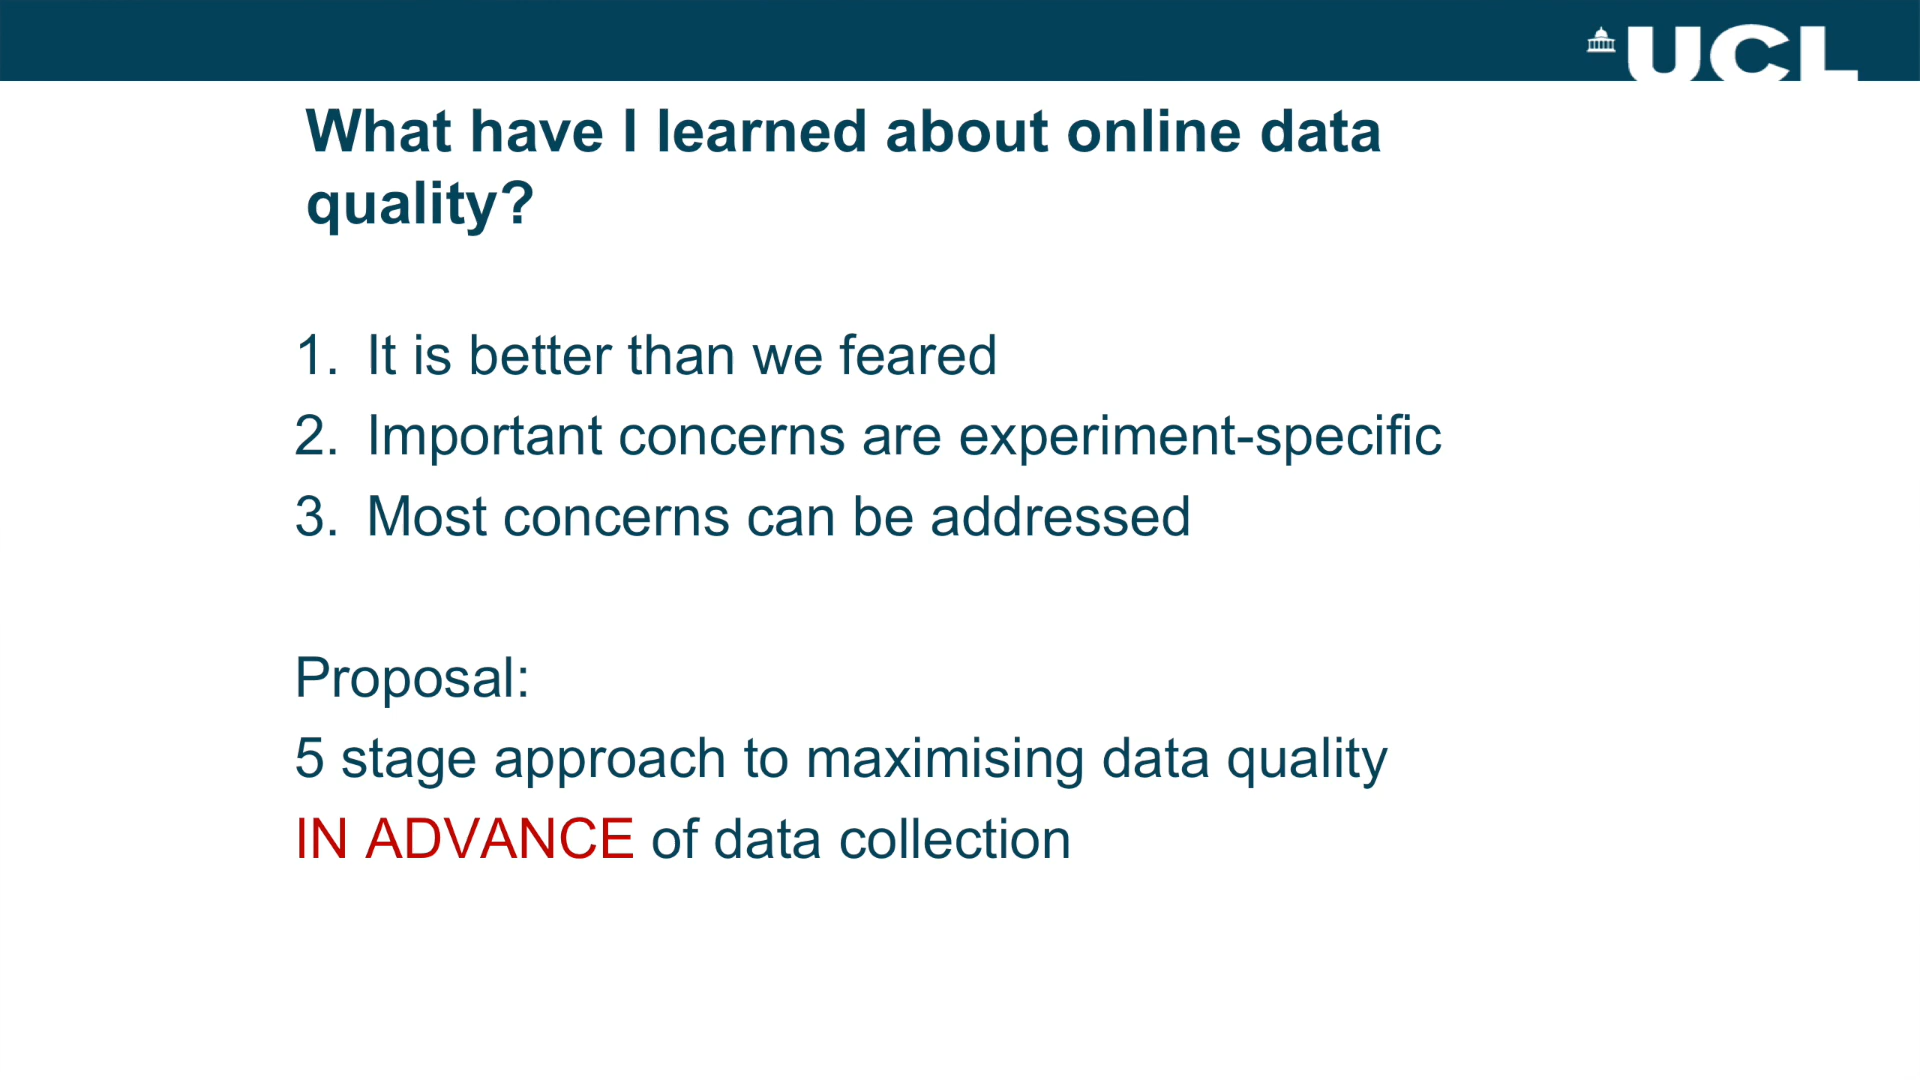 UCL
What have I learned about online data
quality?
1. It is better than we feared
2. Important concerns are experiment-specific
3. Most concerns can be addressed
Proposal:
5 stage approach to maximising data quality
IN ADVANCE of data collection